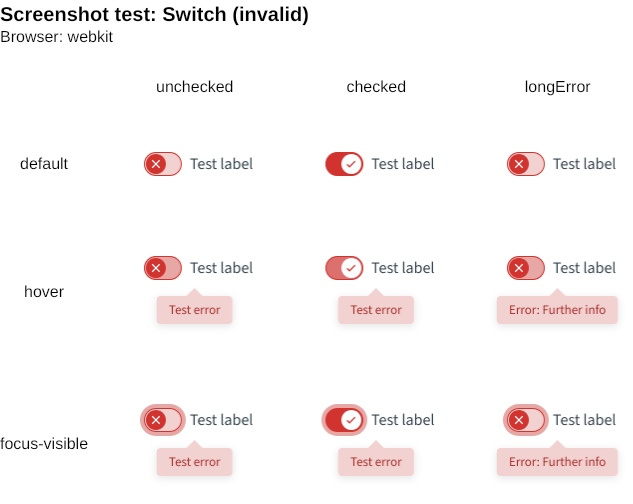 Screenshot test: Switch (invalid)
Browser: webkit
unchecked checked longError
default Test label Test label Test label
hover Test label Test label Test label
Test error Test error Error: Further info
focus-visible Test label Test label Test label
Test error Test error Error: Further info